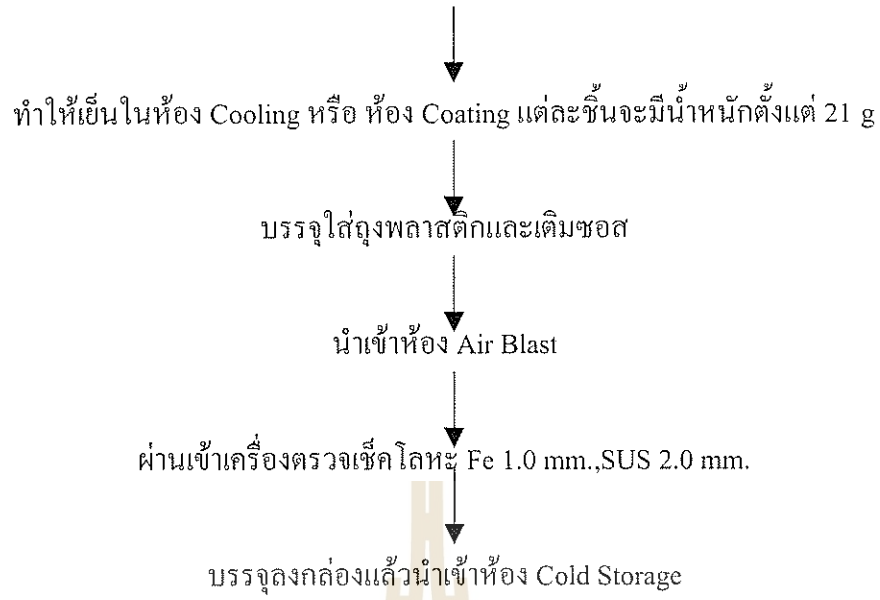 ทำให้เย็นในห้อง Cooling หรือ ห้อง Coating แต่ละชิ้นจะมีน้ำหนักตั้งแต่ 21 g
บรรจุใส่ถุงพลาสติกและเติมซอส
นำเข้าห้อง Air Blast
ผ่านเข้าเครื่องตรวจเช็คโลหะ Fe 1.0 mm.,SUS 2.0 mm.
บรรจุลงกล่องแล้วนำเข้าห้อง Cold Storage